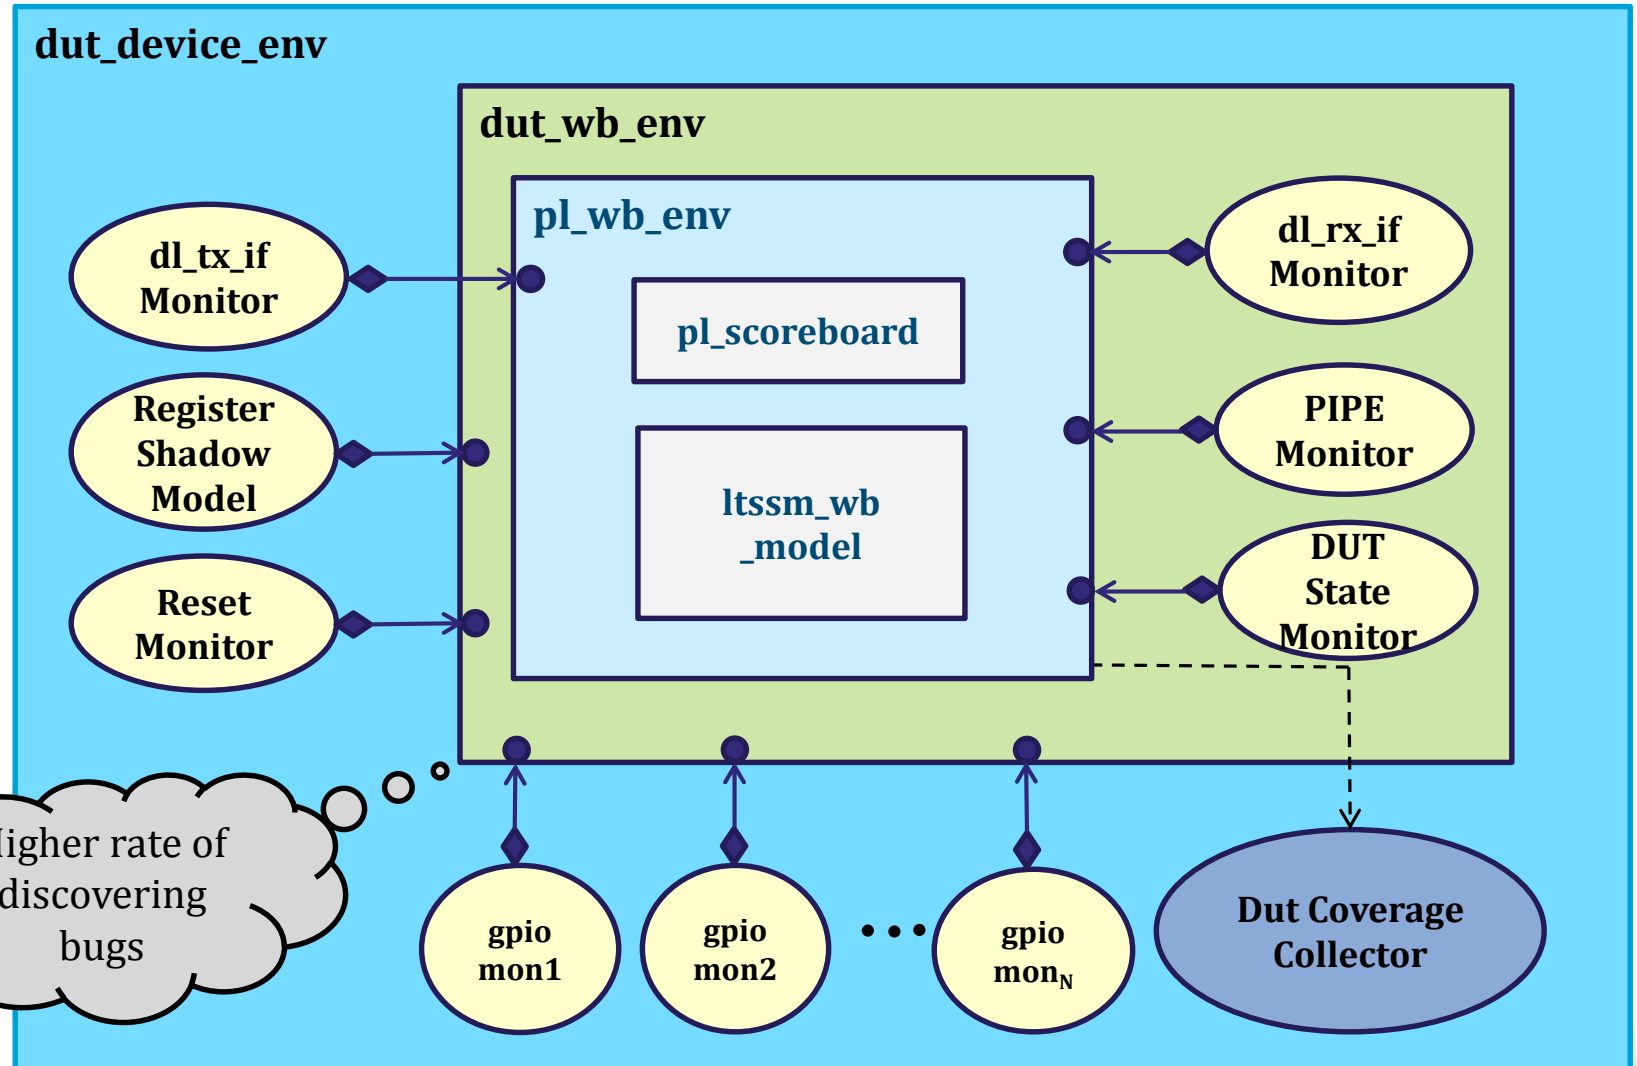 dut_device_env
dut_wb_env
pl_wb_env
dl_tx_if
Monitor
dl_rx_if
Monitor
pl_scoreboard
Register
Shadow
Model
PIPE
Monitor
ltssm_wb
_model
Reset
Monitor
DUT
State
Monitor
rate of
discovering
bugs
gpio
mon1
gpio
mon2
gpio
monN
Dut Coverage
Collector